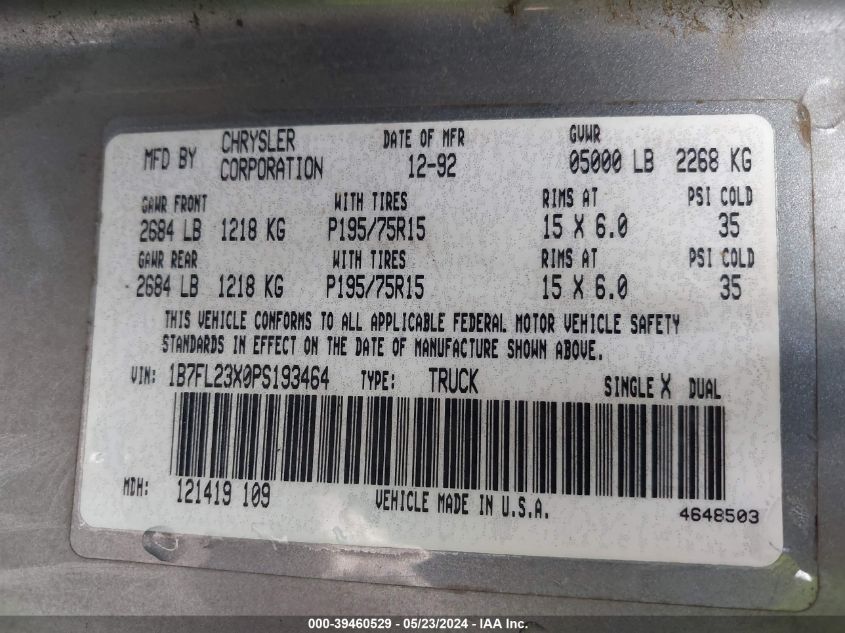 MFD BY CHRYSLER CORPORATION DATE OF MFR 12-92 GVWR 05000 LB 2268 KG
GAWR FRONT WITH TIRES RIMS AT PSI COLD
2684 LB 1218 KG P195/75R15 15 X 6.0 35
GAWR REAR WITH TIRES RIMS AT PSI COLD
2684 LB 1218 KG P195/75R15 15 X 6.0 35
THIS VEHICLE CONFORMS TO ALL APPLICABLE FEDERAL MOTOR VEHICLE SAFETY
STANDARDS IN EFFECT ON THE DATE OF MANUFACTURE SHOWN ABOVE.
VIN: 1B7FL23X0PS193464 TYPE: TRUCK SINGLE X DUAL
MDH: 121419 109 VEHICLE MADE IN U.S.A. 4648503
000-39460529 - 05/23/2024 - IAA Inc.